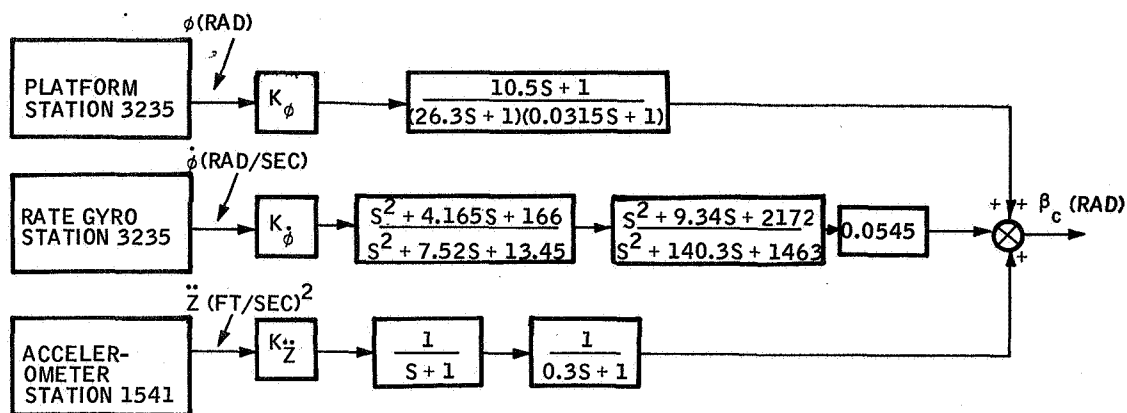 φ(RAD)
PLATFORM
STATION 3235
Kφ
10.5S + 1
(26.3S + 1)(0.0315S + 1)
φ̇(RAD/SEC)
RATE GYRO
STATION 3235
Kφ̇
S² + 4.165S + 166
S² + 7.52S + 13.45
S² + 9.34S + 2172
S² + 140.3S + 1463
0.0545
+ +
+
β_c (RAD)
Z̈ (FT/SEC)²
ACCELER-
OMETER
STATION 1541
K_Z̈
1
S + 1
1
0.3S + 1